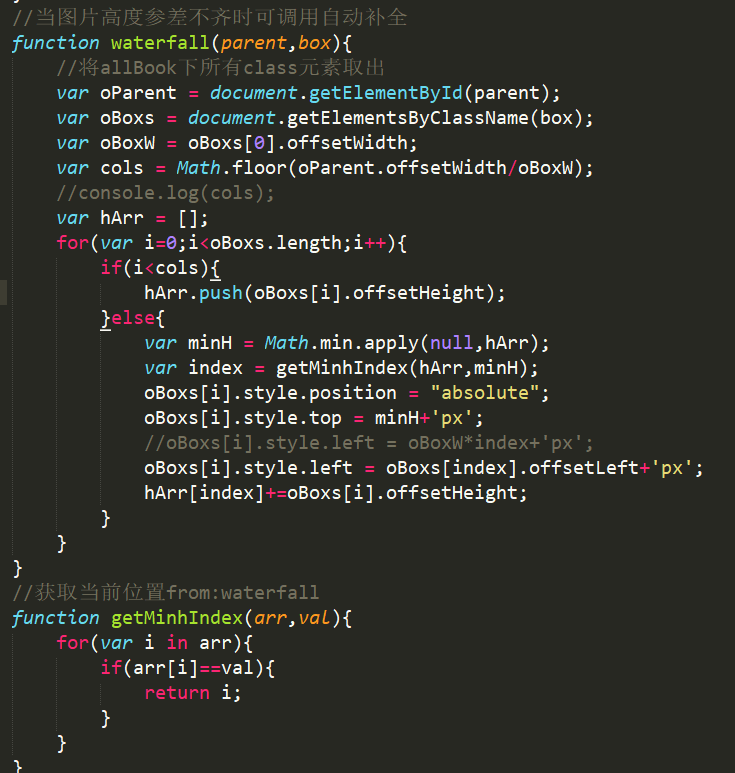 //当图片高度参差不齐时可调用自动补全
function waterfall(parent,box){
//将allBook下所有class元素取出
var oParent = document.getElementById(parent);
var oBoxs = document.getElementsByClassName(box);
var oBoxW = oBoxs[0].offsetWidth;
var cols = Math.floor(oParent.offsetWidth/oBoxW);
//console.log(cols);
var hArr = [];
for(var i=0;i<oBoxs.length;i++){
if(i<cols){
hArr.push(oBoxs[i].offsetHeight);
}else{
var minH = Math.min.apply(null,hArr);
var index = getMinhIndex(hArr,minH);
oBoxs[i].style.position = "absolute";
oBoxs[i].style.top = minH+'px';
//oBoxs[i].style.left = oBoxW*index+'px';
oBoxs[i].style.left = oBoxs[index].offsetLeft+'px';
hArr[index]+=oBoxs[i].offsetHeight;
}
}
}
//获取当前位置from:waterfall
function getMinhIndex(arr,val){
for(var i in arr){
if(arr[i]==val){
return i;
}
}
}